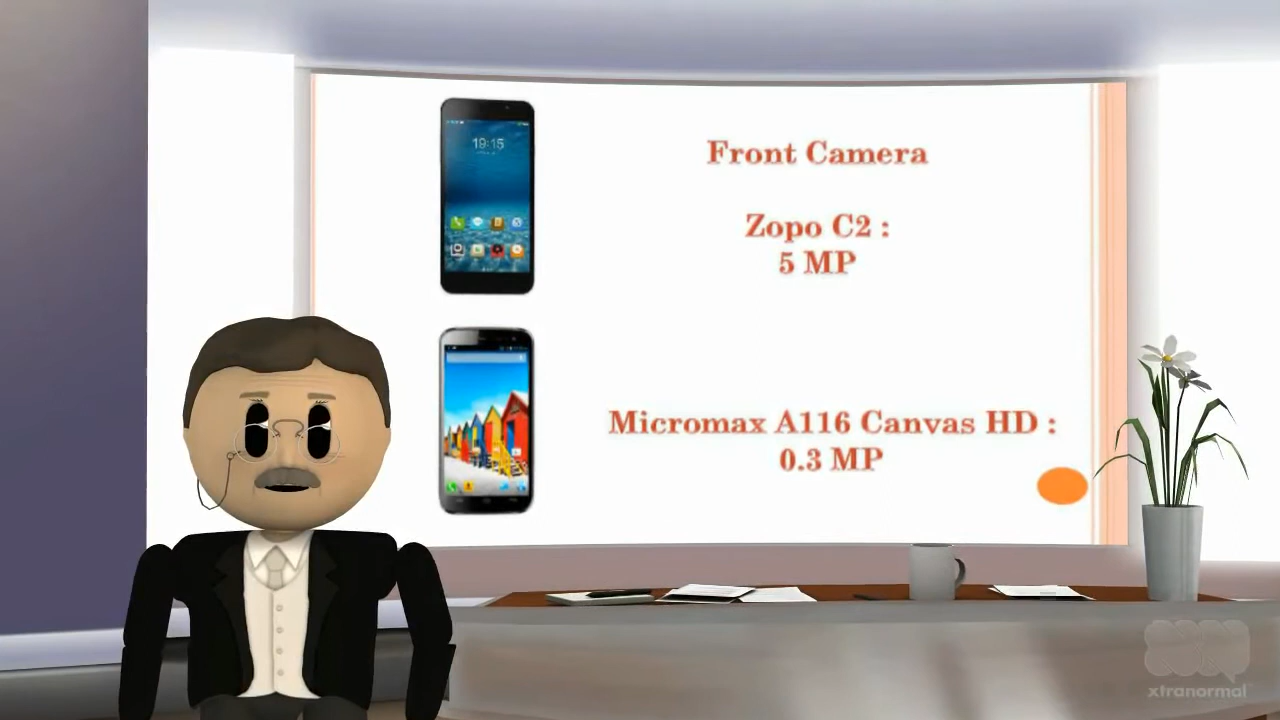 19:15
Front Camera
Zopo C2 :
5 MP
Micromax A116 Canvas HD :
0.3 MP
xtranormal